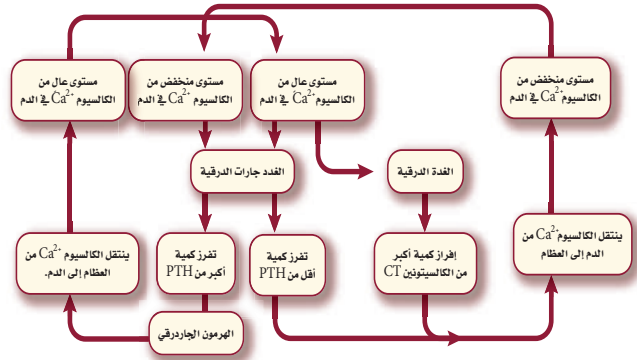 مستوى منخفض من
الكالسيوم Ca²⁺ في الدم
مستوى عال من
الكالسيوم Ca²⁺ في الدم
مستوى منخفض من
الكالسيوم Ca²⁺ في الدم
مستوى عال من
الكالسيوم Ca²⁺ في الدم
الغدة الدرقية
الغدد جارات الدرقية
ينتقل الكالسيوم Ca²⁺ من
الدم إلى العظام
إفراز كمية أكبر
من الكالسيتونين CT
تفرز كمية
أقل من PTH
تفرز كمية
أكبر من PTH
ينتقل الكالسيوم Ca²⁺ من
العظام إلى الدم.
الهرمون الجاردرقي